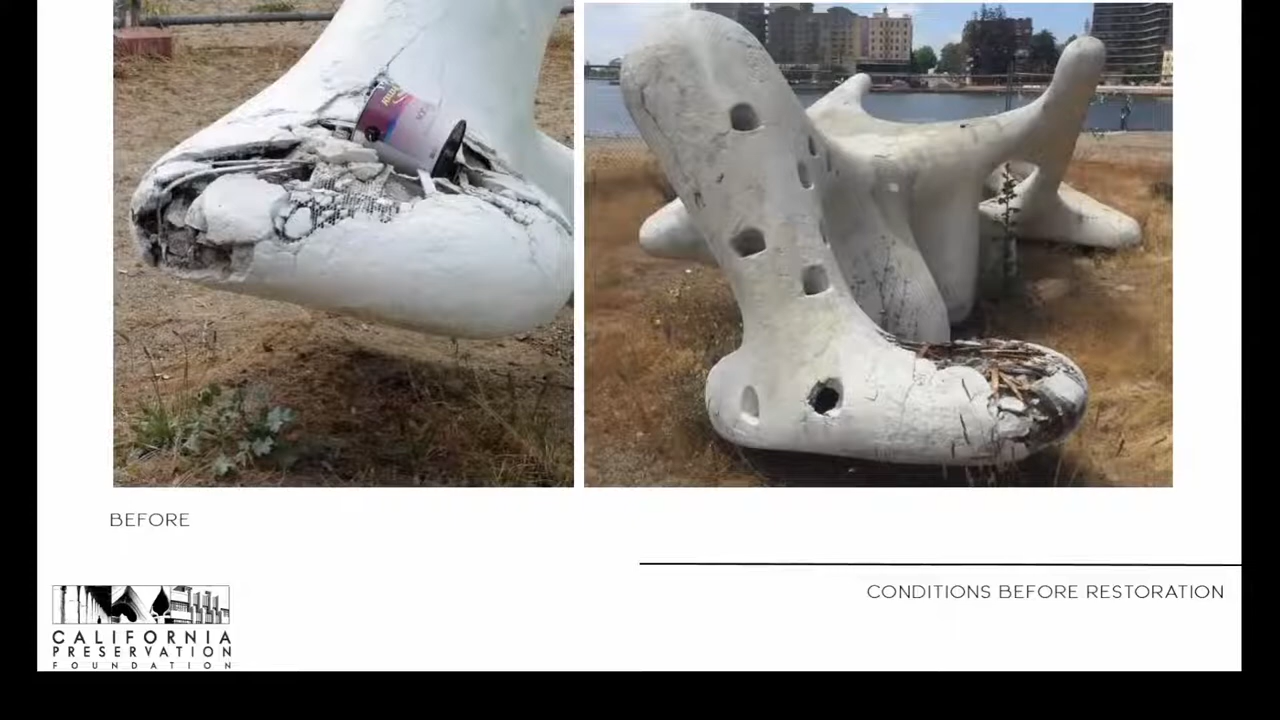 BEFORE
CONDITIONS BEFORE RESTORATION
CALIFORNIA
PRESERVATION
FOUNDATION